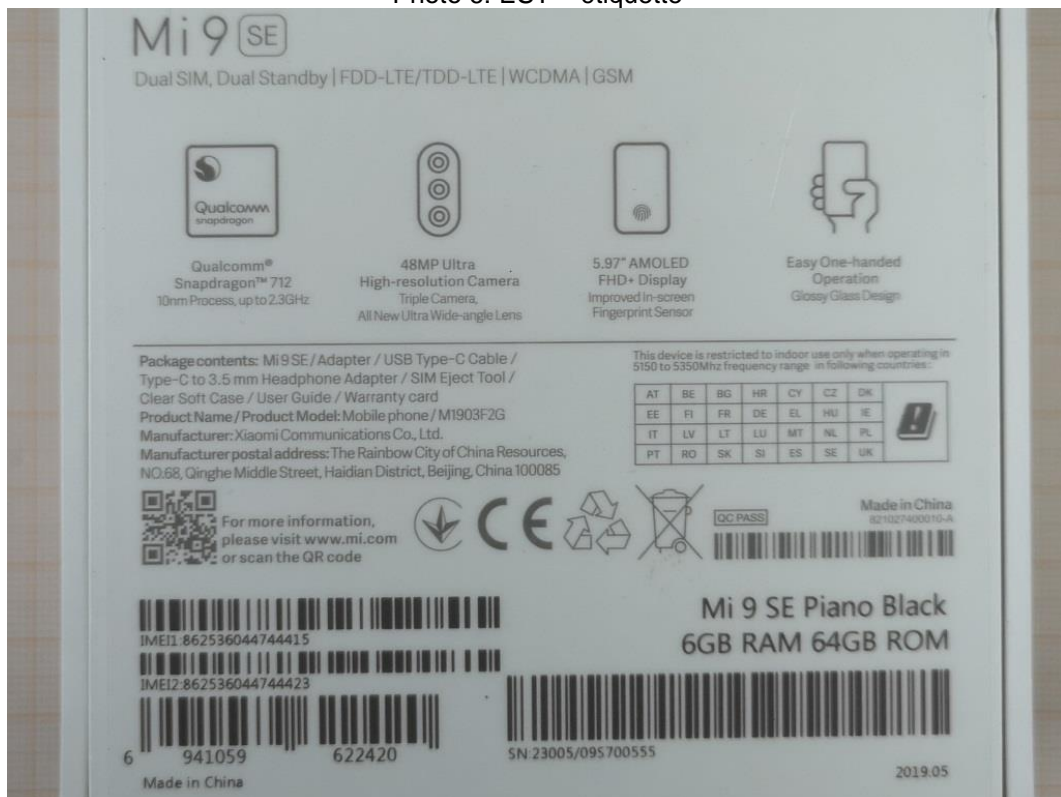 Mi 9 SE
Dual SIM, Dual Standby | FDD-LTE/TDD-LTE | WCDMA | GSM
Qualcomm
snapdragon
Qualcomm®
Snapdragon™ 712
10nm Process, up to 2.3GHz
48MP Ultra
High-resolution Camera
Triple Camera,
All New Ultra Wide-angle Lens
5.97" AMOLED
FHD+ Display
Improved In-screen
Fingerprint Sensor
Easy One-handed
Operation
Glossy Glass Design
Package contents: Mi 9 SE / Adapter / USB Type-C Cable /
Type-C to 3.5 mm Headphone Adapter / SIM Eject Tool /
Clear Soft Case / User Guide / Warranty card
Product Name / Product Model: Mobile phone / M1903F2G
Manufacturer: Xiaomi Communications Co., Ltd.
Manufacturer postal address: The Rainbow City of China Resources,
NO.68, Qinghe Middle Street, Haidian District, Beijing, China 100085
This device is restricted to indoor use only when operating in
5150 to 5350Mhz frequency range in following countries:
AT BE BG HR CY CZ DK
EE FI FR DE EL HU IE
IT LV LT LU MT NL PL
PT RO SK SI ES SE UK
For more information,
please visit www.mi.com
or scan the QR code
CE
QC PASS
Made in China
821027400010-A
IMEI1:862536044744415
IMEI2:862536044744423
Mi 9 SE Piano Black
6GB RAM 64GB ROM
6 941059 622420
SN:23005/09S700555
Made in China
2019.05